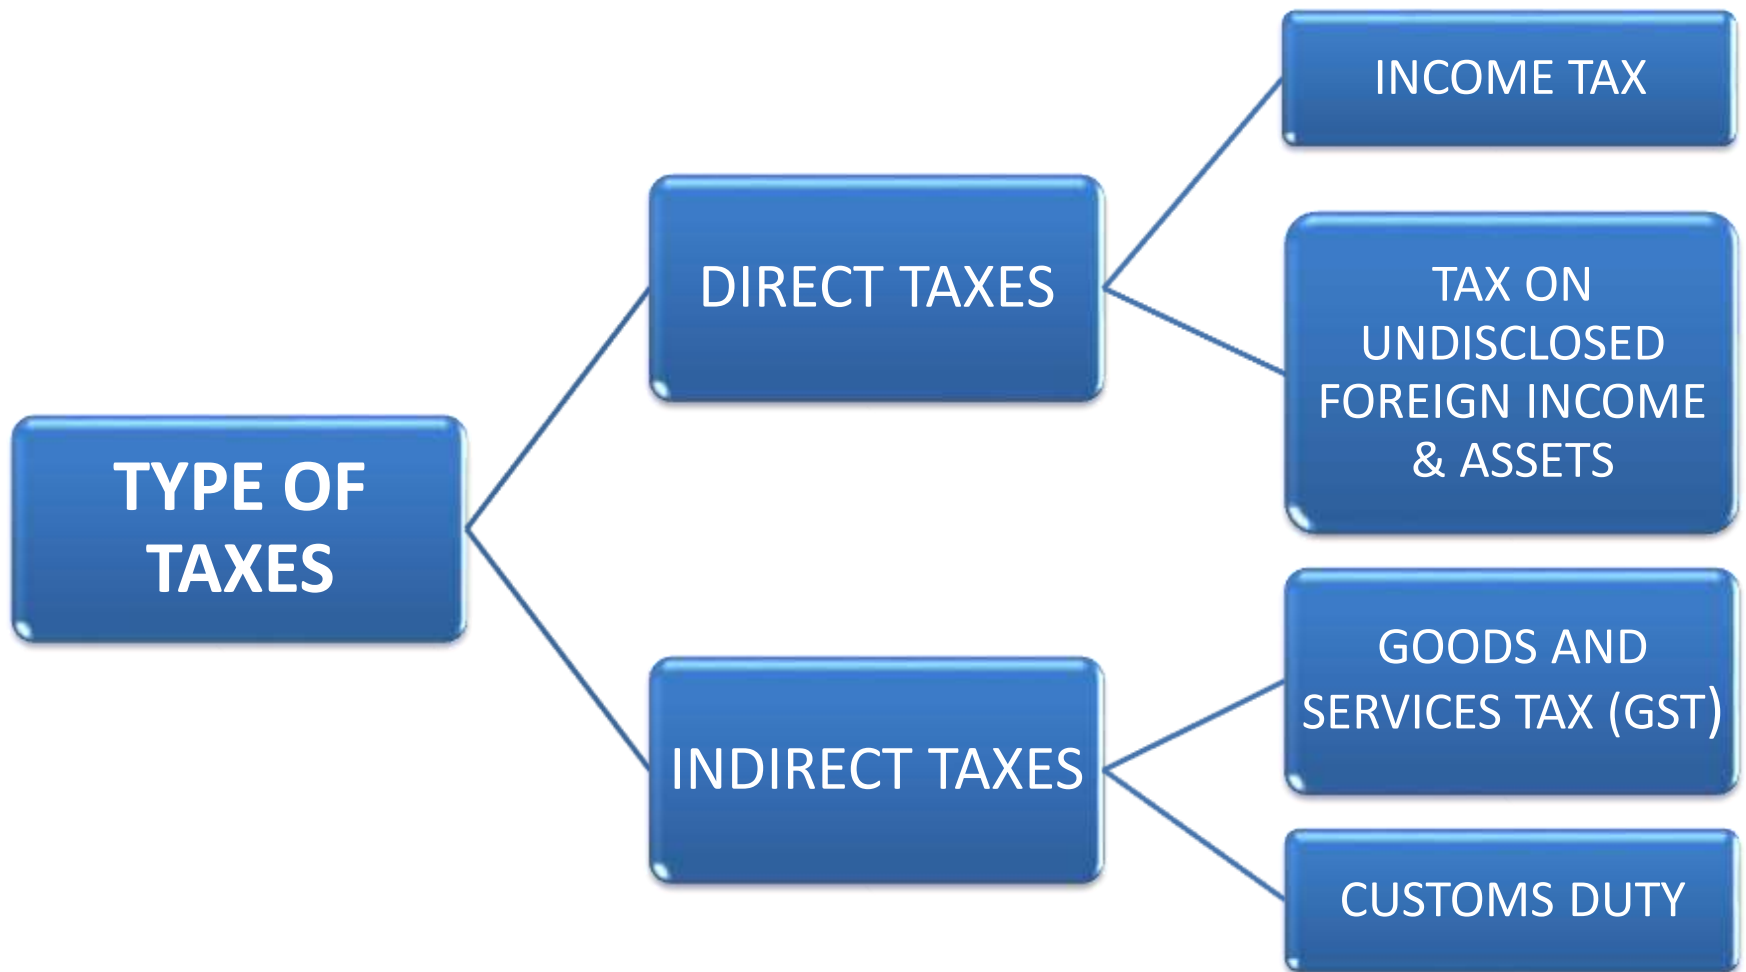 TYPE OF
TAXES
DIRECT TAXES
INDIRECT TAXES
INCOME TAX
TAX ON
UNDISCLOSED
FOREIGN INCOME
& ASSETS
GOODS AND
SERVICES TAX (GST)
CUSTOMS DUTY